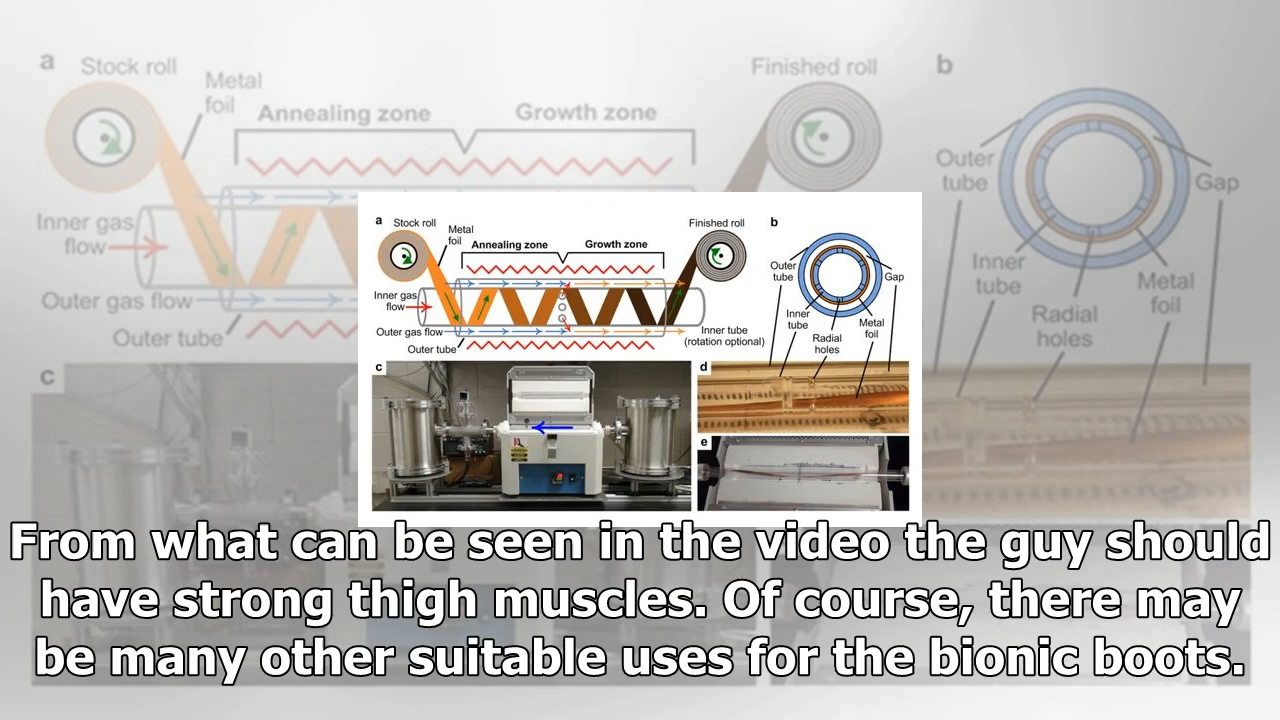 a
Stock roll
Metal
foil
Annealing zone
Growth zone
Finished roll
b
Outer
tube
Gap
Inner gas
flow
Inner
tube
Metal
foil
Outer gas flow
Radial
holes
Outer tube
c
a
Stock roll
Metal
foil
Annealing zone
Growth zone
Finished roll
b
Outer
tube
Gap
Inner gas
flow
Inner
tube
Metal
foil
Outer gas flow
Inner tube
(rotation optional)
Radial
holes
Outer tube
c
d
e
From what can be seen in the video the guy should
have strong thigh muscles. Of course, there may
be many other suitable uses for the bionic boots.